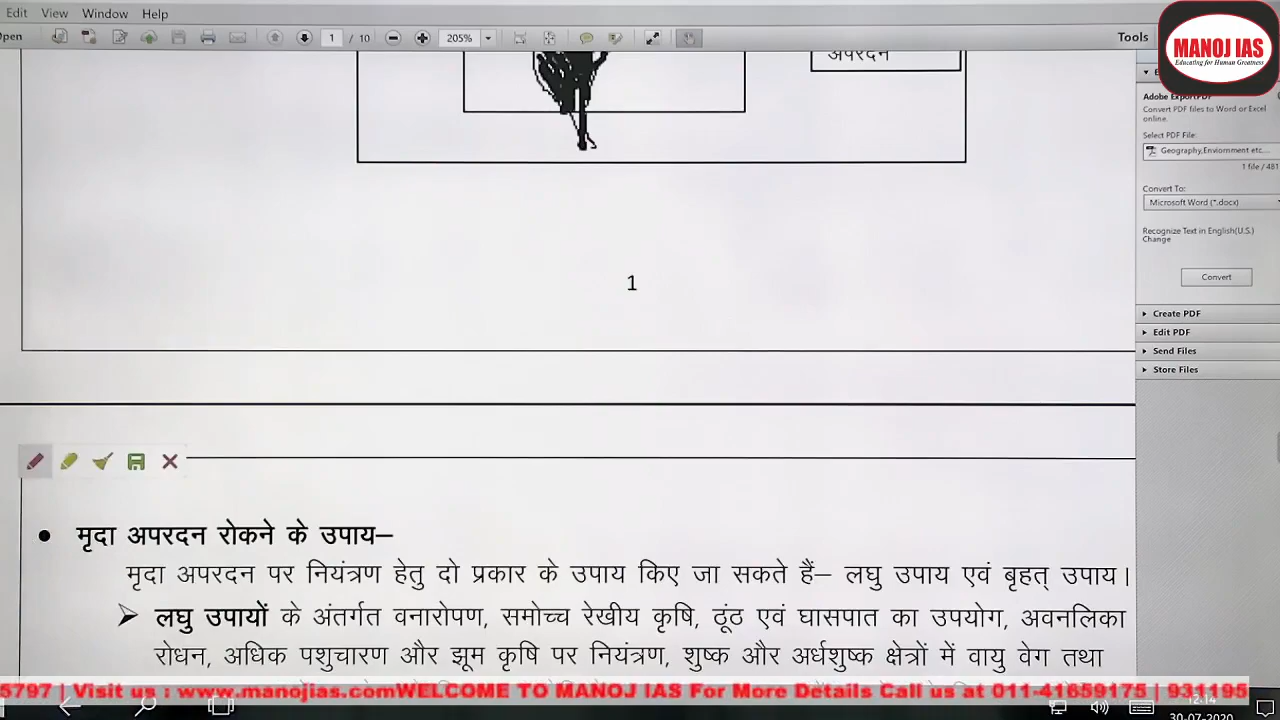 Edit View Window Help
Open 1 / 10 205% Tools
MANOJ IAS
Educating for Human Greatness
अपरदन
Adobe ExportPDF
Convert PDF files to Word or Excel
online.
Select PDF File:
Geography,Enviornment etc....
1 file / 481
Convert To:
Microsoft Word (*.docx)
Recognize Text in English(U.S.)
Change
Convert
Create PDF
Edit PDF
Send Files
Store Files
1
• मृदा अपरदन रोकने के उपाय–
मृदा अपरदन पर नियंत्रण हेतु दो प्रकार के उपाय किए जा सकते हैं– लघु उपाय एवं बृहत् उपाय।
➢ लघु उपायों के अंतर्गत वनारोपण, समोच्च रेखीय कृषि, ठूंठ एवं घासपात का उपयोग, अवनलिका
रोधन, अधिक पशुचारण और झूम कृषि पर नियंत्रण, शुष्क और अर्धशुष्क क्षेत्रों में वायु वेग तथा
5797 | Visit us : www.manojias.comWELCOME TO MANOJ IAS For More Details Call us at 011-41659175 | 999195
12:14
30-07-2020